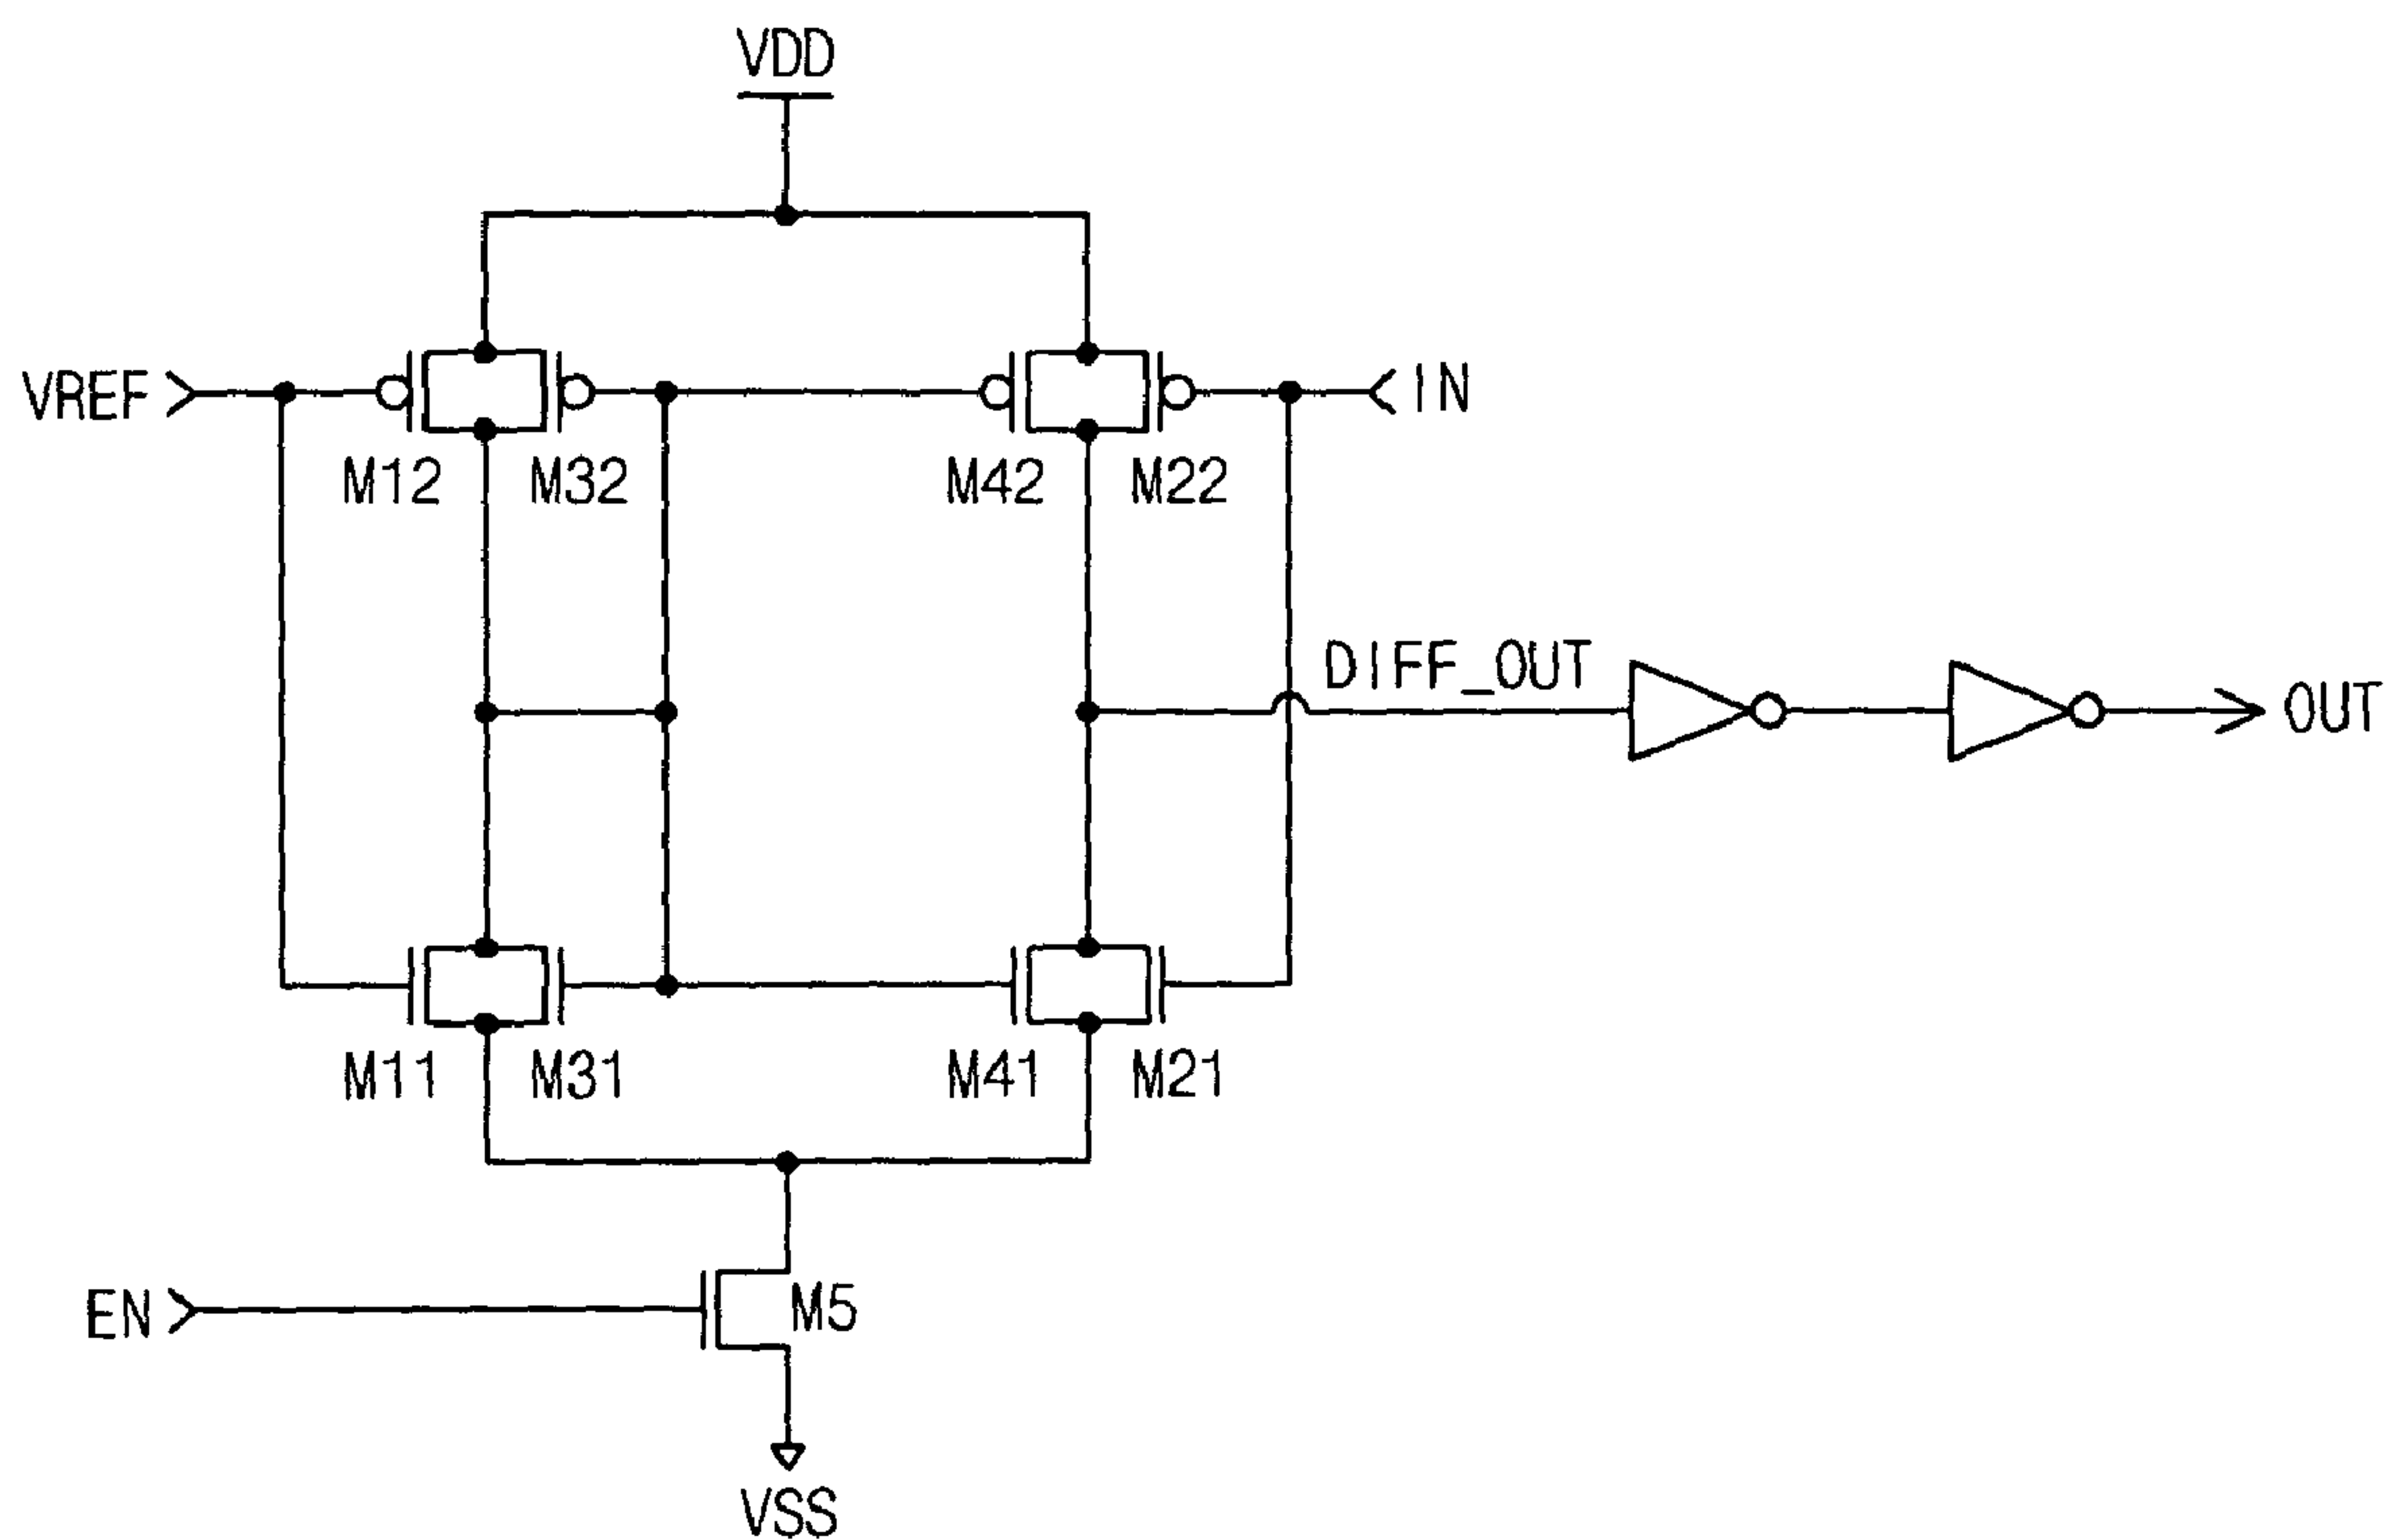 VDD
VREF
IN
M12
M32
M42
M22
DIFF_OUT
OUT
M11
M31
M41
M21
EN
M5
VSS